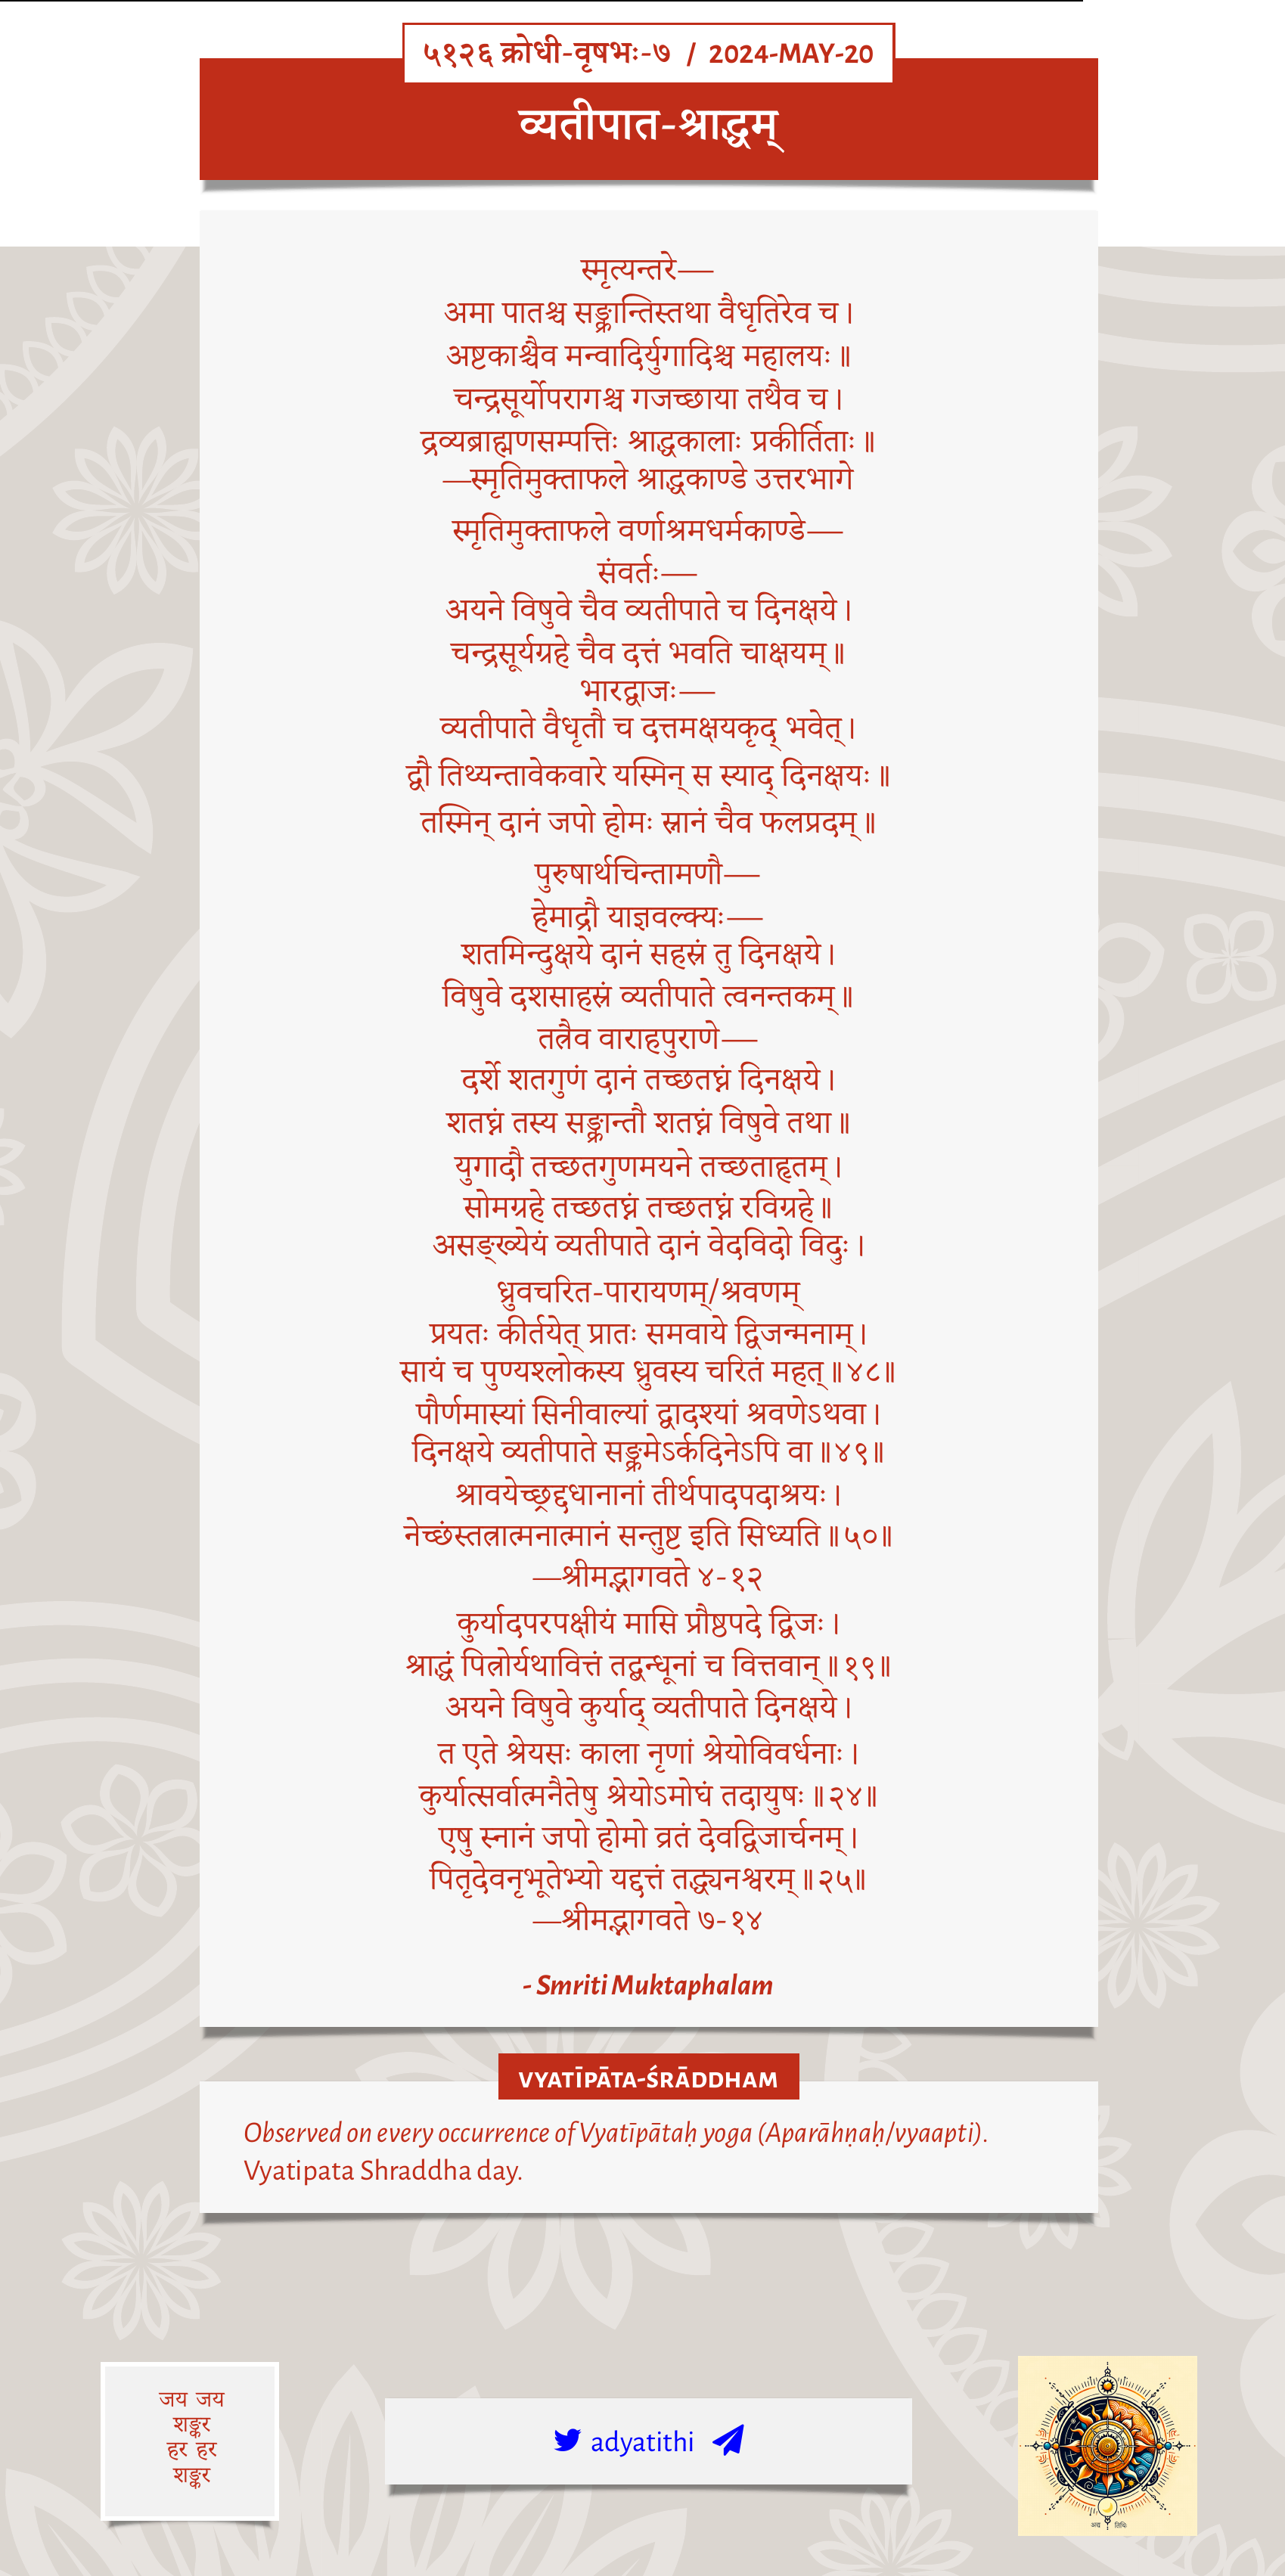 ५१२६ क्रोधी-वृषभः-७ / 2024-MAY-20
व्यतीपात-श्राद्धम्
स्मृत्यन्तरे—
अमा पातश्च सङ्क्रान्तिस्तथा वैधृतिरेव च।
अष्टकाश्चैव मन्वादिर्युगादिश्च महालयः॥
चन्द्रसूर्योपरागश्च गजच्छाया तथैव च।
द्रव्यब्राह्मणसम्पत्तिः श्राद्धकालाः प्रकीर्तिताः॥
—स्मृतिमुक्ताफले श्राद्धकाण्डे उत्तरभागे
स्मृतिमुक्ताफले वर्णाश्रमधर्मकाण्डे—
संवर्तः—
अयने विषुवे चैव व्यतीपाते च दिनक्षये।
चन्द्रसूर्यग्रहे चैव दत्तं भवति चाक्षयम्॥
भारद्वाजः—
व्यतीपाते वैधृतौ च दत्तमक्षयकृद् भवेत्।
द्वौ तिथ्यन्तावेकवारे यस्मिन् स स्याद् दिनक्षयः॥
तस्मिन् दानं जपो होमः स्नानं चैव फलप्रदम्॥
पुरुषार्थचिन्तामणौ—
हेमाद्रौ याज्ञवल्क्यः—
शतमिन्दुक्षये दानं सहस्रं तु दिनक्षये।
विषुवे दशसाहस्रं व्यतीपाते त्वनन्तकम्॥
तत्रैव वाराहपुराणे—
दर्शे शतगुणं दानं तच्छतघ्नं दिनक्षये।
शतघ्नं तस्य सङ्क्रान्तौ शतघ्नं विषुवे तथा॥
युगादौ तच्छतगुणमयने तच्छताहृतम्।
सोमग्रहे तच्छतघ्नं तच्छतघ्नं रविग्रहे॥
असङ्ख्येयं व्यतीपाते दानं वेदविदो विदुः।
ध्रुवचरित-पारायणम्/श्रवणम्
प्रयतः कीर्तयेत् प्रातः समवाये द्विजन्मनाम्।
सायं च पुण्यश्लोकस्य ध्रुवस्य चरितं महत्॥४८॥
पौर्णमास्यां सिनीवाल्यां द्वादश्यां श्रवणेऽथवा।
दिनक्षये व्यतीपाते सङ्क्रमेऽर्कदिनेऽपि वा॥४९॥
श्रावयेच्छ्रद्दधानानां तीर्थपादपदाश्रयः।
नेच्छंस्तत्रात्मनात्मानं सन्तुष्ट इति सिध्यति॥५०॥
—श्रीमद्भागवते ४-१२
कुर्यादपरपक्षीयं मासि प्रौष्ठपदे द्विजः।
श्राद्धं पित्रोर्यथावित्तं तद्बन्धूनां च वित्तवान्॥१९॥
अयने विषुवे कुर्याद् व्यतीपाते दिनक्षये।
त एते श्रेयसः काला नृणां श्रेयोविवर्धनाः।
कुर्यात्सर्वात्मनैतेषु श्रेयोऽमोघं तदायुषः॥२४॥
एषु स्नानं जपो होमो व्रतं देवद्विजार्चनम्।
पितृदेवनृभूतेभ्यो यद्दत्तं तद्ध्यनश्वरम्॥२५॥
—श्रीमद्भागवते ७-१४
- Smriti Muktaphalam
VYATĪPĀTA-ŚRĀDDHAM
Observed on every occurrence of Vyatīpātaḥ yoga (Aparāhṇaḥ/vyaapti).
Vyatipata Shraddha day.
जय जय
शङ्कर
हर हर
शङ्कर
adyatithi
अद्य तिथिः